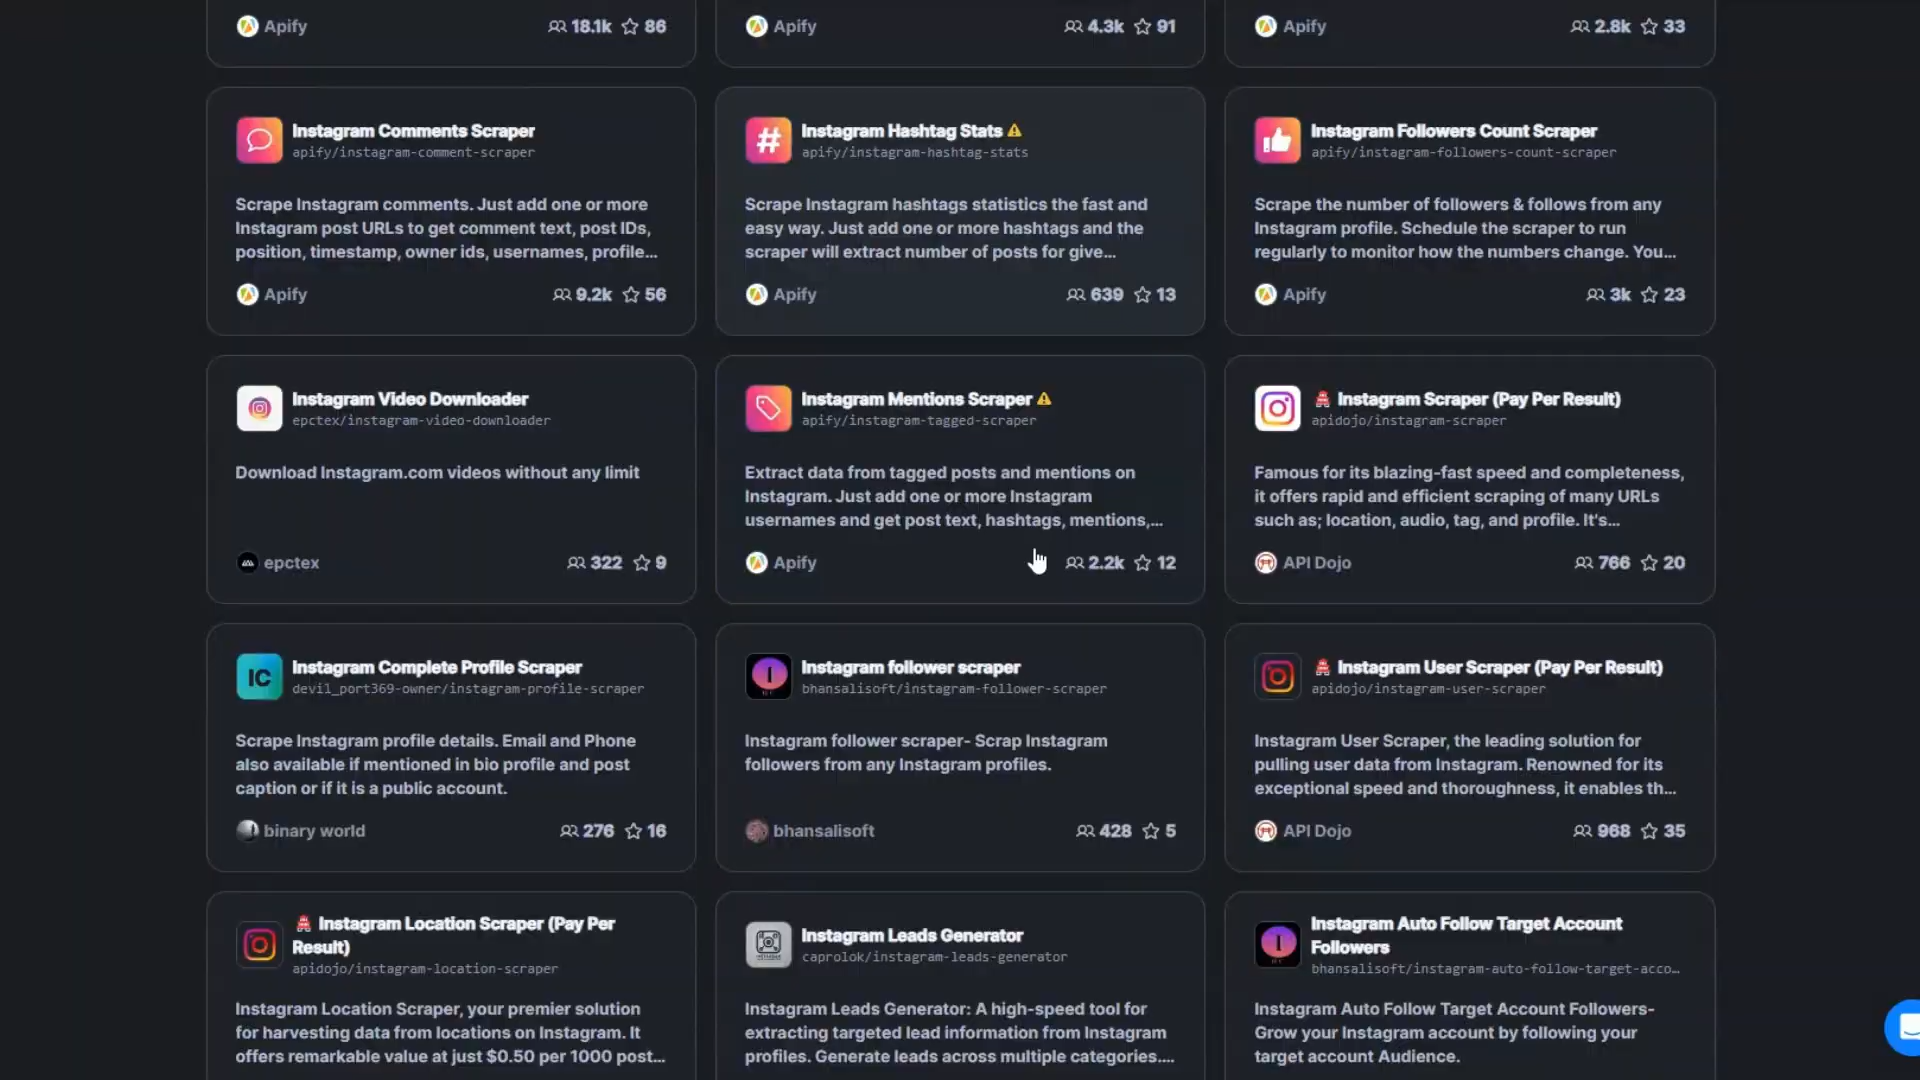 Apify 18.1k 86
Apify 4.3k 91
Apify 2.8k 33
Instagram Comments Scraper
apify/instagram-comment-scraper
Scrape Instagram comments. Just add one or more
Instagram post URLs to get comment text, post IDs,
position, timestamp, owner ids, usernames, profile...
Apify 9.2k 56
Instagram Hashtag Stats
apify/instagram-hashtag-stats
Scrape Instagram hashtags statistics the fast and
easy way. Just add one or more hashtags and the
scraper will extract number of posts for give...
Apify 639 13
Instagram Followers Count Scraper
apify/instagram-followers-count-scraper
Scrape the number of followers & follows from any
Instagram profile. Schedule the scraper to run
regularly to monitor how the numbers change. You...
Apify 3k 23
Instagram Video Downloader
epctex/instagram-video-downloader
Download Instagram.com videos without any limit
epctex 322 9
Instagram Mentions Scraper
apify/instagram-tagged-scraper
Extract data from tagged posts and mentions on
Instagram. Just add one or more Instagram
usernames and get post text, hashtags, mentions,...
Apify 2.2k 12
Instagram Scraper (Pay Per Result)
apidojo/instagram-scraper
Famous for its blazing-fast speed and completeness,
it offers rapid and efficient scraping of many URLs
such as; location, audio, tag, and profile. It's...
API Dojo 766 20
IC
Instagram Complete Profile Scraper
devil_port369-owner/instagram-profile-scraper
Scrape Instagram profile details. Email and Phone
also available if mentioned in bio profile and post
caption or if it is a public account.
binary world 276 16
Instagram follower scraper
bhansalisoft/instagram-follower-scraper
Instagram follower scraper- Scrap Instagram
followers from any Instagram profiles.
bhansalisoft 428 5
Instagram User Scraper (Pay Per Result)
apidojo/instagram-user-scraper
Instagram User Scraper, the leading solution for
pulling user data from Instagram. Renowned for its
exceptional speed and thoroughness, it enables th...
API Dojo 968 35
Instagram Location Scraper (Pay Per
Result)
apidojo/instagram-location-scraper
Instagram Location Scraper, your premier solution
for harvesting data from locations on Instagram. It
offers remarkable value at just $0.50 per 1000 post...
Instagram Leads Generator
caprolok/instagram-leads-generator
Instagram Leads Generator: A high-speed tool for
extracting targeted lead information from Instagram
profiles. Generate leads across multiple categories....
Instagram Auto Follow Target Account
Followers
bhansalisoft/instagram-auto-follow-target-acco...
Instagram Auto Follow Target Account Followers-
Grow your Instagram account by following your
target account Audience.